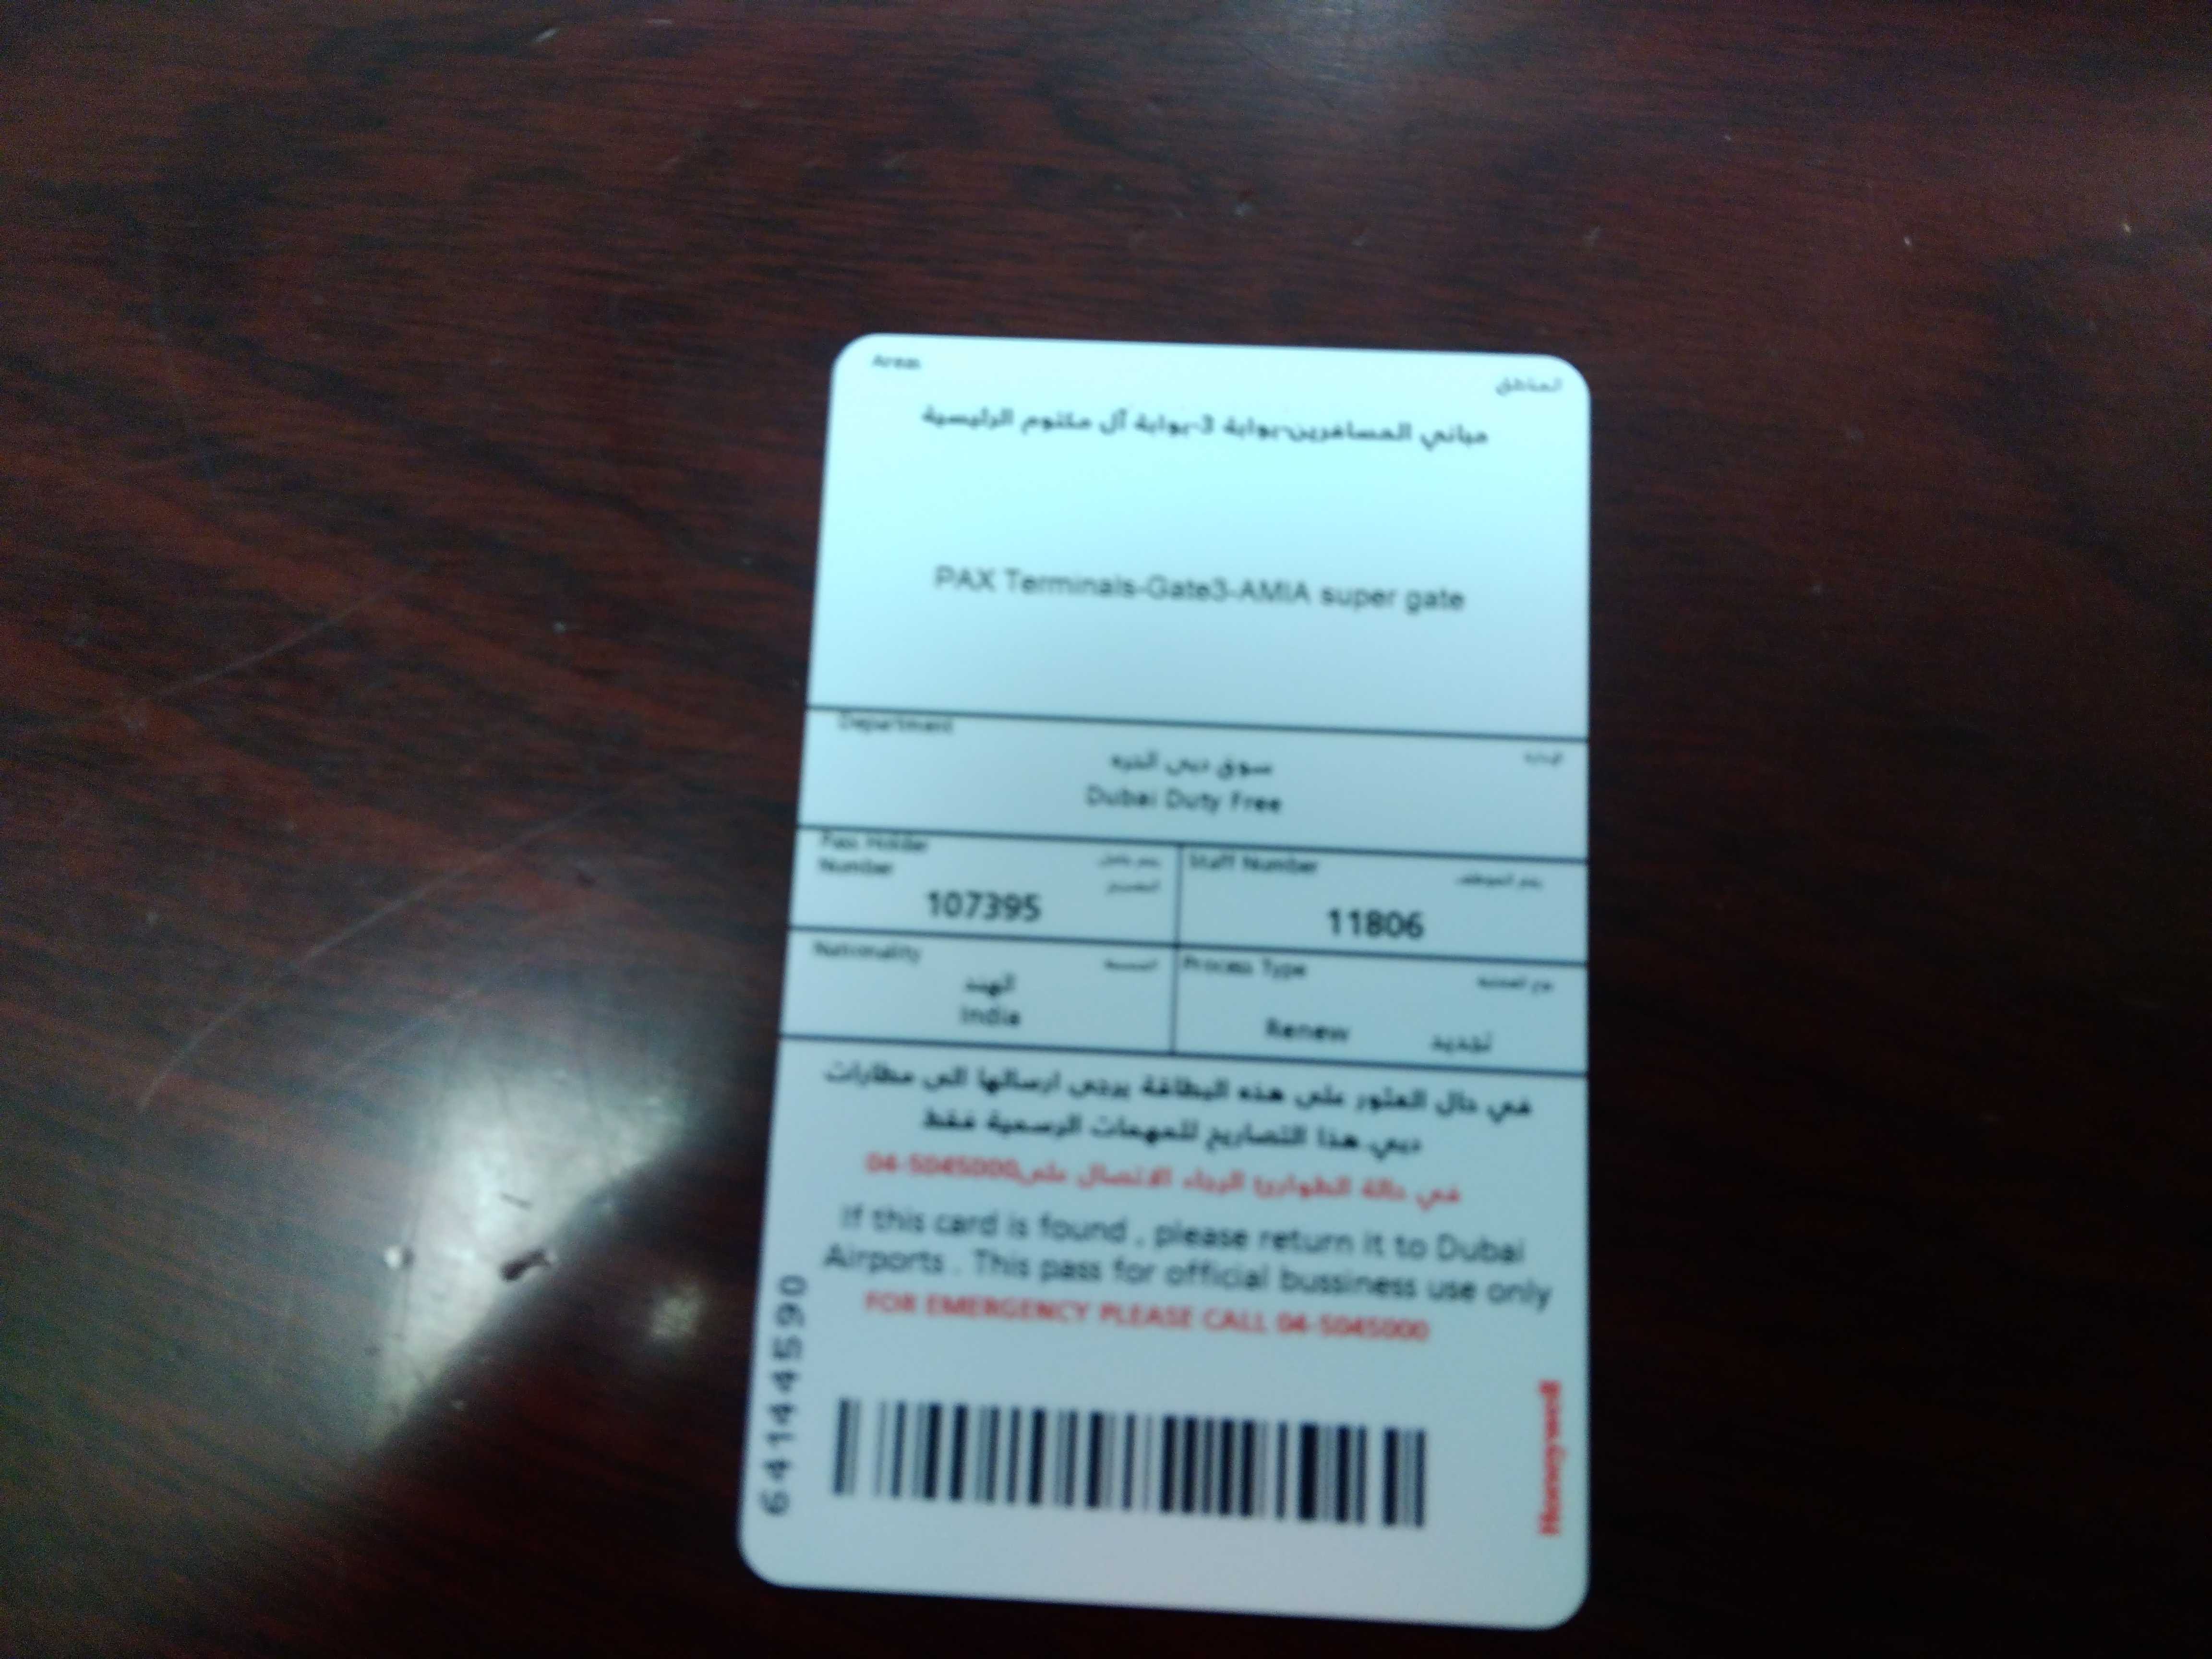 Areas المناطق
مباني المسافرين-بوابة 3-بوابة آل مكتوم الرئيسية
PAX Terminals-Gate3-AMIA super gate
Department الإدارة
سوق دبي الحره
Dubai Duty Free
Pass Holder
Number
Staff Number رقم الموظف
107395 11806
Nationality Process Type
الهند
India
Renew تجديد
في حال العثور على هذه البطاقة يرجى ارسالها الى مطارات
دبي.هذا التصاريح للمهمات الرسمية فقط
في حالة الطوارئ الرجاء الاتصال على04-5045000
If this card is found , please return it to Dubai
Airports . This pass for official bussiness use only
FOR EMERGENCY PLEASE CALL 04-5045000
64144590
Honeywell